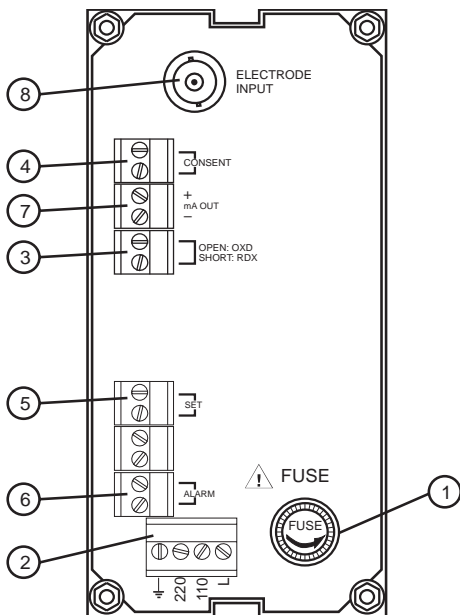 8
ELECTRODE
INPUT
4
CONSENT
7
+
mA OUT
–
3
OPEN: OXD
SHORT: RDX
5
SET
6
ALARM
! FUSE
1
FUSE
2
220
110
L